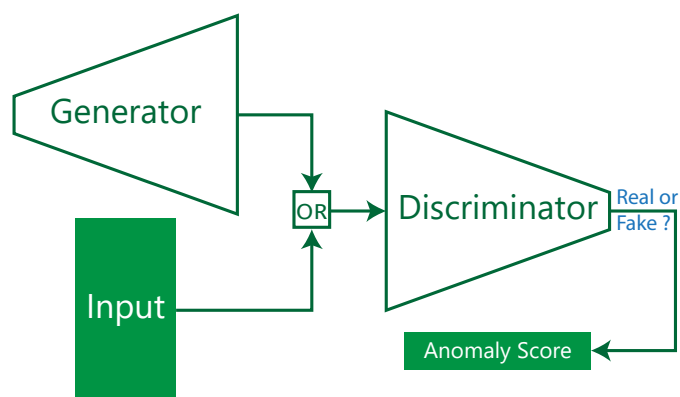 Generator
OR
Discriminator
Real or
Fake ?
Input
Anomaly Score